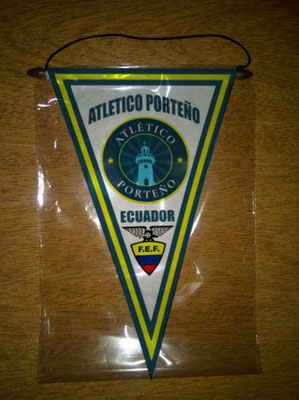 ATLETICO PORTEÑO
ATLÉTICO
PORTEÑO
ECUADOR
F.E.F.